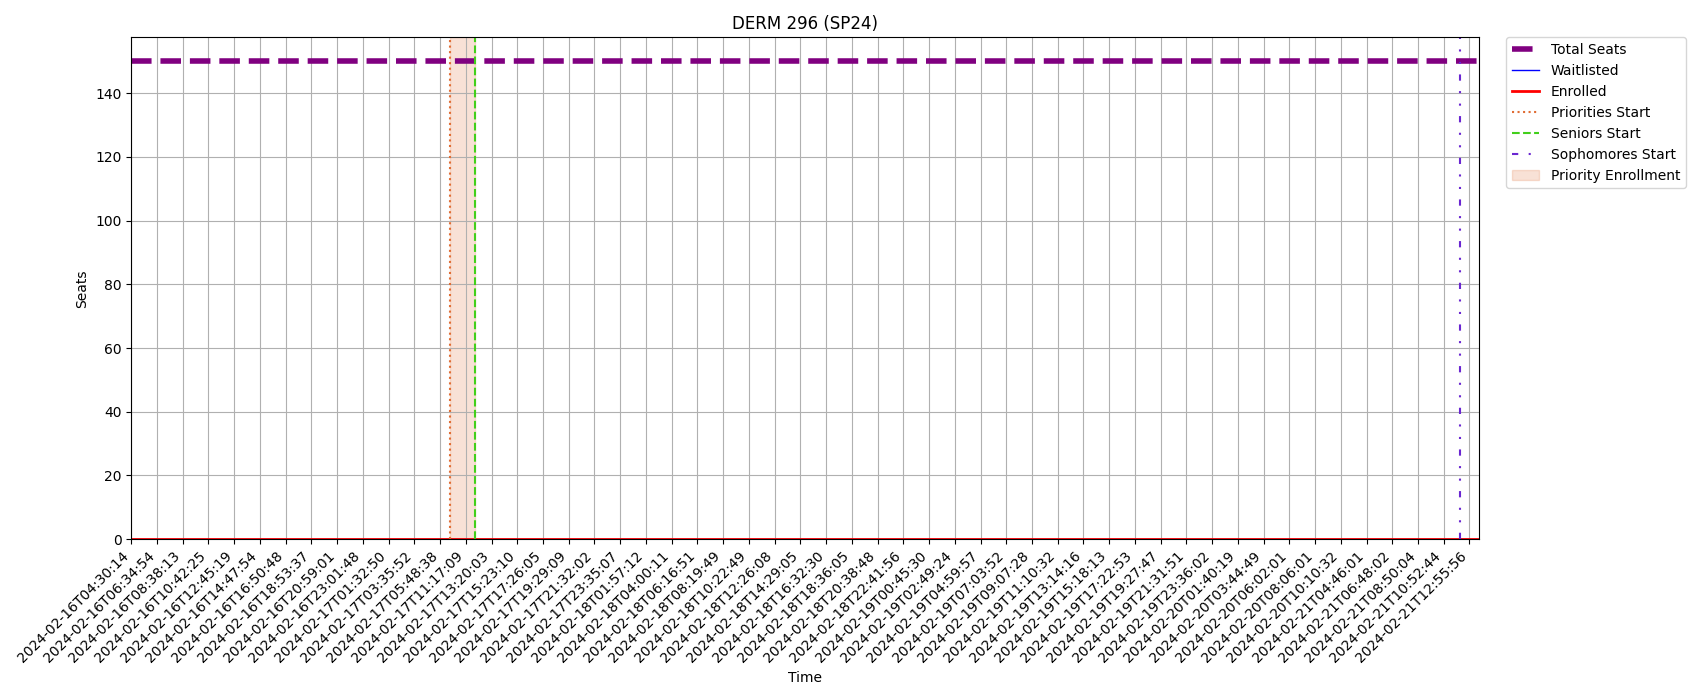 DERM 296 (SP24)
Seats
140
120
100
80
60
40
20
0
Total Seats
Waitlisted
Enrolled
Priorities Start
Seniors Start
Sophomores Start
Priority Enrollment
2024-02-16T04:30:14
2024-02-16T06:34:54
2024-02-16T08:38:13
2024-02-16T10:42:25
2024-02-16T12:45:19
2024-02-16T14:47:54
2024-02-16T16:50:48
2024-02-16T18:53:37
2024-02-16T20:59:01
2024-02-16T23:01:48
2024-02-17T01:32:50
2024-02-17T03:35:52
2024-02-17T05:48:38
2024-02-17T11:17:09
2024-02-17T13:20:03
2024-02-17T15:23:10
2024-02-17T17:26:05
2024-02-17T19:29:09
2024-02-17T21:32:02
2024-02-17T23:35:07
2024-02-18T01:57:12
2024-02-18T04:00:11
2024-02-18T06:16:51
2024-02-18T08:19:49
2024-02-18T10:22:49
2024-02-18T12:26:08
2024-02-18T14:29:05
2024-02-18T16:32:30
2024-02-18T18:36:05
2024-02-18T20:38:48
2024-02-18T22:41:56
2024-02-19T00:45:30
2024-02-19T02:49:24
2024-02-19T04:59:57
2024-02-19T07:03:52
2024-02-19T09:07:28
2024-02-19T11:10:32
2024-02-19T13:14:16
2024-02-19T15:18:13
2024-02-19T17:22:53
2024-02-19T19:27:47
2024-02-19T21:31:51
2024-02-19T23:36:02
2024-02-20T01:40:19
2024-02-20T03:44:49
2024-02-20T06:02:01
2024-02-20T08:06:01
2024-02-20T10:10:32
2024-02-21T04:46:01
2024-02-21T06:48:02
2024-02-21T08:50:04
2024-02-21T10:52:44
2024-02-21T12:55:56
Time